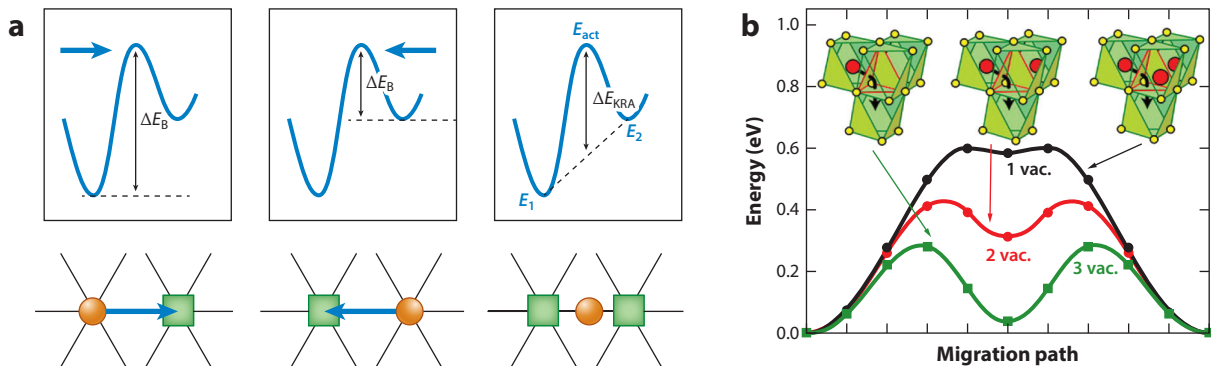 a
ΔE_B
ΔE_B
E_act
ΔE_KRA
E_2
E_1
b
Energy (eV)
1.0
0.8
0.6
0.4
0.2
0.0
1 vac.
2 vac.
3 vac.
Migration path